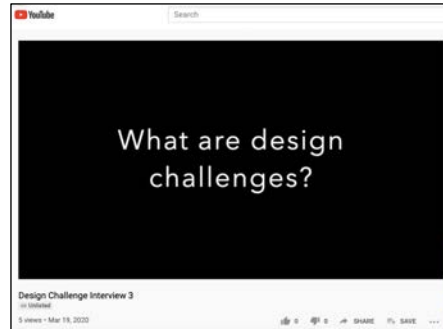 YouTube
Search
What are design
challenges?
Design Challenge Interview 3
Unlisted
5 views • Mar 19, 2020
0 0 SHARE SAVE ...